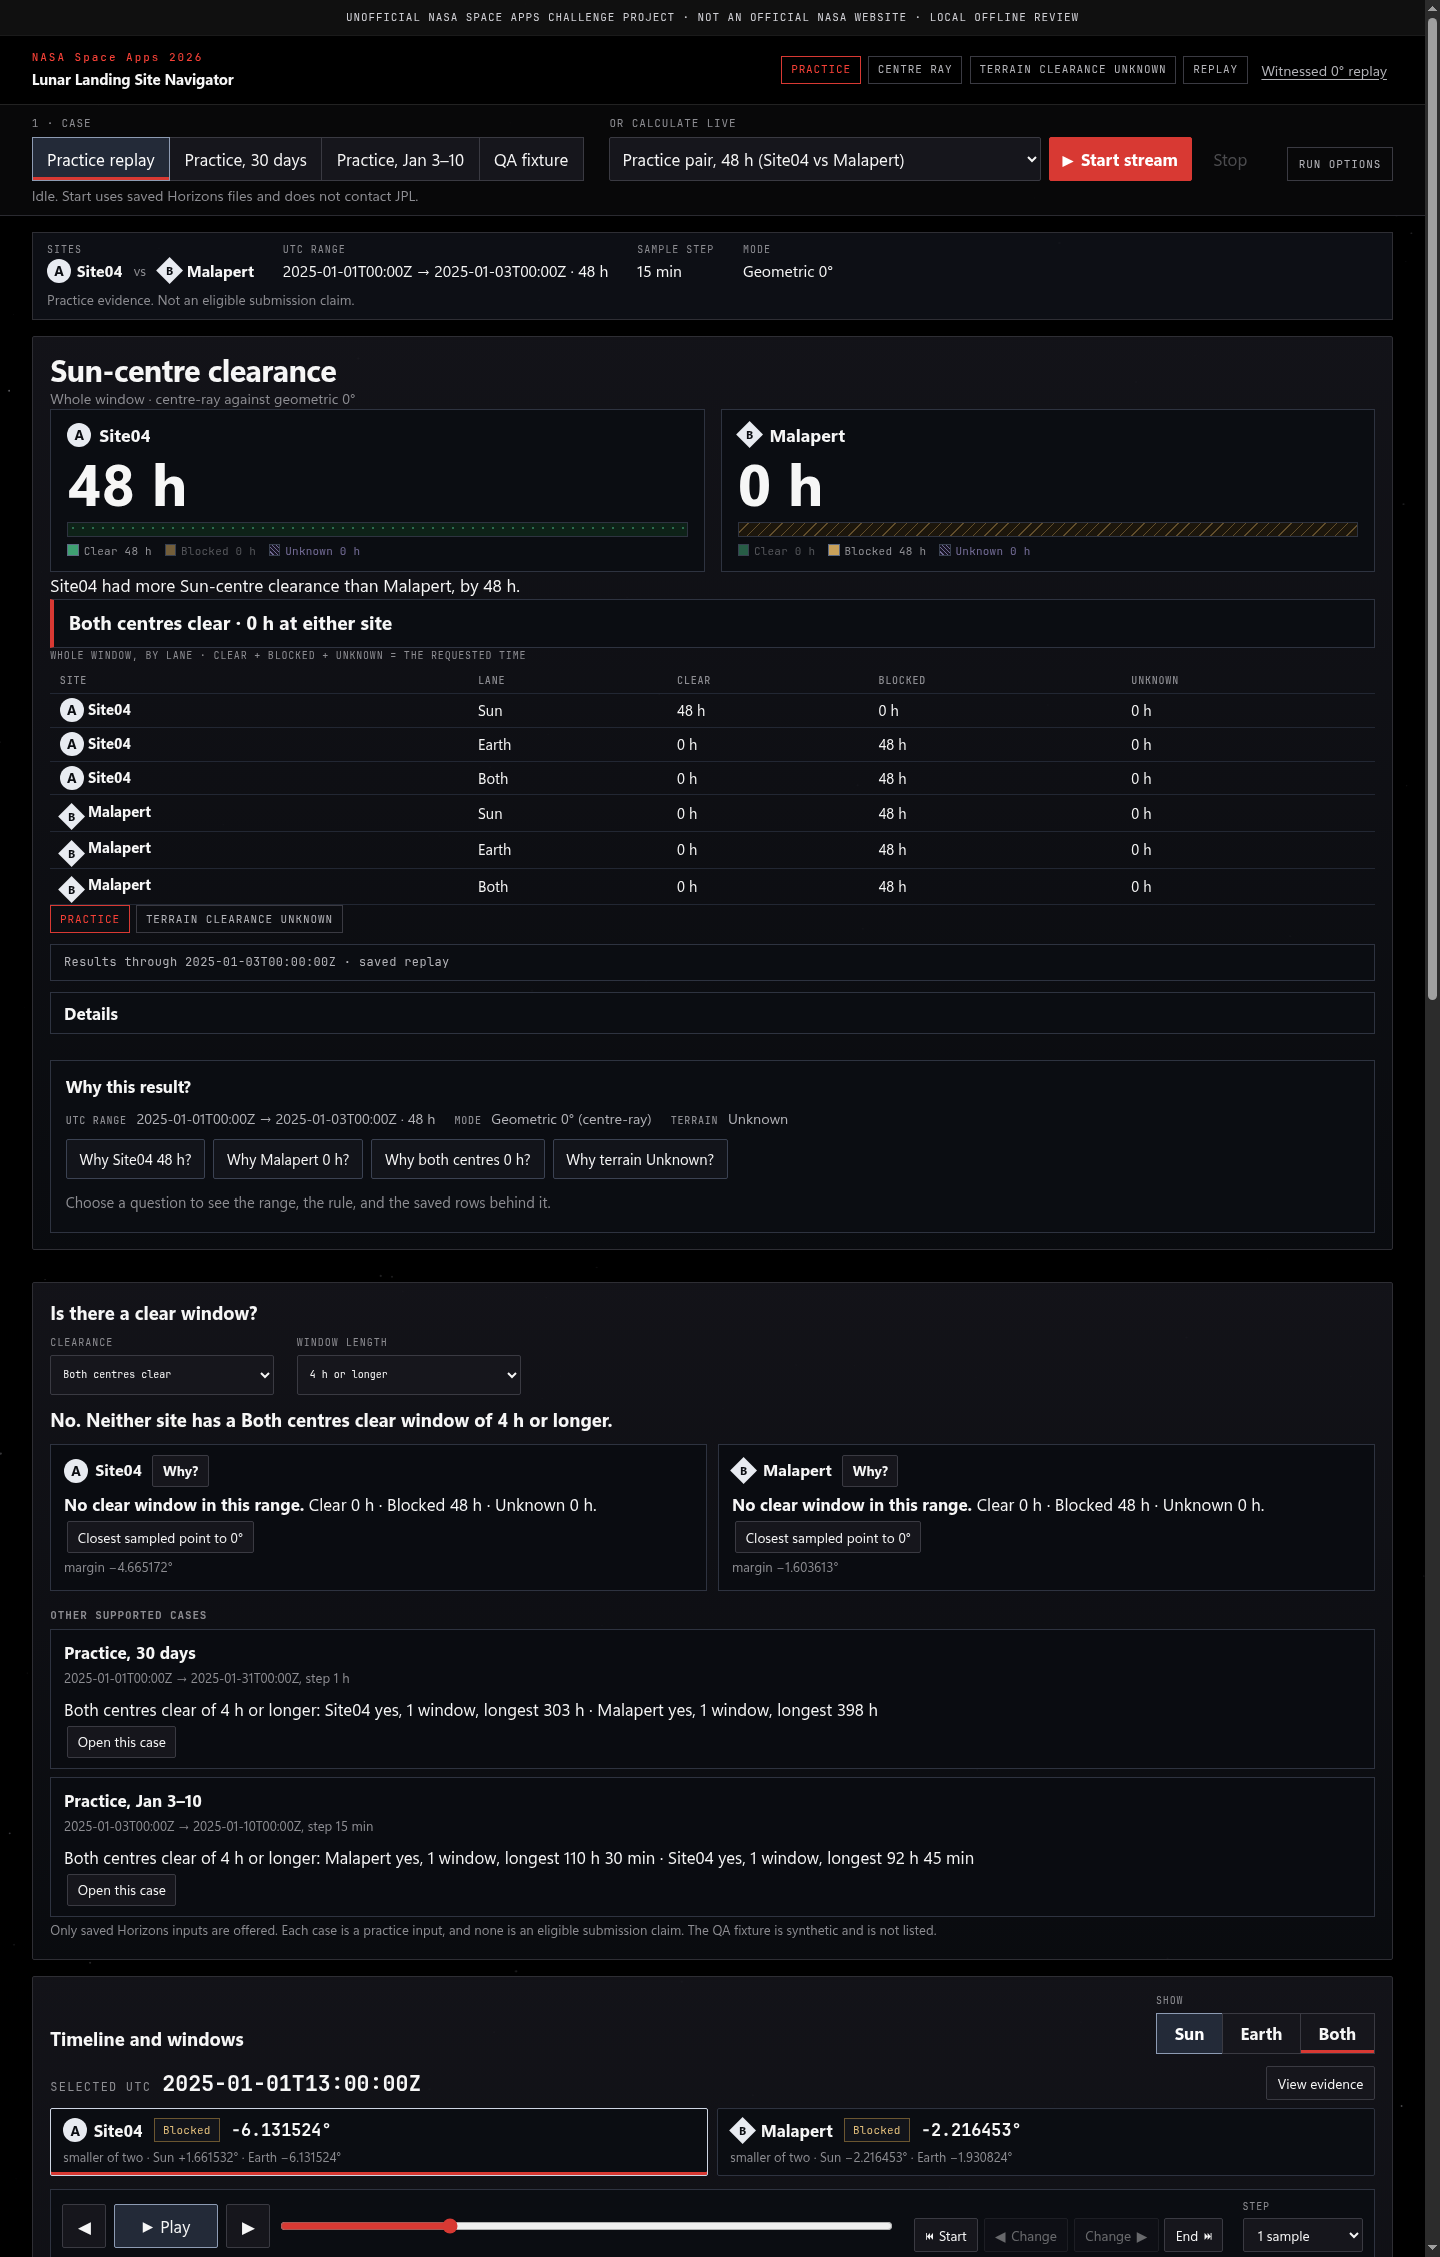 UNOFFICIAL NASA SPACE APPS CHALLENGE PROJECT · NOT AN OFFICIAL NASA WEBSITE · LOCAL OFFLINE REVIEW
NASA Space Apps 2026
Lunar Landing Site Navigator
PRACTICE
CENTRE RAY
TERRAIN CLEARANCE UNKNOWN
REPLAY
Witnessed 0° replay
1 · CASE
Practice replay
Practice, 30 days
Practice, Jan 3–10
QA fixture
Idle. Start uses saved Horizons files and does not contact JPL.
OR CALCULATE LIVE
Practice pair, 48 h (Site04 vs Malapert)
▶ Start stream
Stop
RUN OPTIONS
SITES
A Site04 vs B Malapert
UTC RANGE
2025-01-01T00:00Z → 2025-01-03T00:00Z · 48 h
SAMPLE STEP
15 min
MODE
Geometric 0°
Practice evidence. Not an eligible submission claim.
Sun-centre clearance
Whole window · centre-ray against geometric 0°
A Site04
48 h
Clear 48 h Blocked 0 h Unknown 0 h
B Malapert
0 h
Clear 0 h Blocked 48 h Unknown 0 h
Site04 had more Sun-centre clearance than Malapert, by 48 h.
Both centres clear · 0 h at either site
WHOLE WINDOW, BY LANE · CLEAR + BLOCKED + UNKNOWN = THE REQUESTED TIME
SITE LANE CLEAR BLOCKED UNKNOWN
A Site04 Sun 48 h 0 h 0 h
A Site04 Earth 0 h 48 h 0 h
A Site04 Both 0 h 48 h 0 h
B Malapert Sun 0 h 48 h 0 h
B Malapert Earth 0 h 48 h 0 h
B Malapert Both 0 h 48 h 0 h
PRACTICE
TERRAIN CLEARANCE UNKNOWN
Results through 2025-01-03T00:00:00Z · saved replay
Details
Why this result?
UTC RANGE 2025-01-01T00:00Z → 2025-01-03T00:00Z · 48 h MODE Geometric 0° (centre-ray) TERRAIN Unknown
Why Site04 48 h?
Why Malapert 0 h?
Why both centres 0 h?
Why terrain Unknown?
Choose a question to see the range, the rule, and the saved rows behind it.
Is there a clear window?
CLEARANCE
Both centres clear
WINDOW LENGTH
4 h or longer
No. Neither site has a Both centres clear window of 4 h or longer.
A Site04 Why?
No clear window in this range. Clear 0 h · Blocked 48 h · Unknown 0 h.
Closest sampled point to 0°
margin −4.665172°
B Malapert Why?
No clear window in this range. Clear 0 h · Blocked 48 h · Unknown 0 h.
Closest sampled point to 0°
margin −1.603613°
OTHER SUPPORTED CASES
Practice, 30 days
2025-01-01T00:00Z → 2025-01-31T00:00Z, step 1 h
Both centres clear of 4 h or longer: Site04 yes, 1 window, longest 303 h · Malapert yes, 1 window, longest 398 h
Open this case
Practice, Jan 3–10
2025-01-03T00:00Z → 2025-01-10T00:00Z, step 15 min
Both centres clear of 4 h or longer: Malapert yes, 1 window, longest 110 h 30 min · Site04 yes, 1 window, longest 92 h 45 min
Open this case
Only saved Horizons inputs are offered. Each case is a practice input, and none is an eligible submission claim. The QA fixture is synthetic and is not listed.
Timeline and windows
SHOW
Sun
Earth
Both
SELECTED UTC 2025-01-01T13:00:00Z
View evidence
A Site04 Blocked -6.131524°
smaller of two · Sun +1.661532° · Earth −6.131524°
B Malapert Blocked -2.216453°
smaller of two · Sun −2.216453° · Earth −1.930824°
◀
▶ Play
▶
⏮ Start
◀ Change
Change ▶
End ⏭
STEP
1 sample